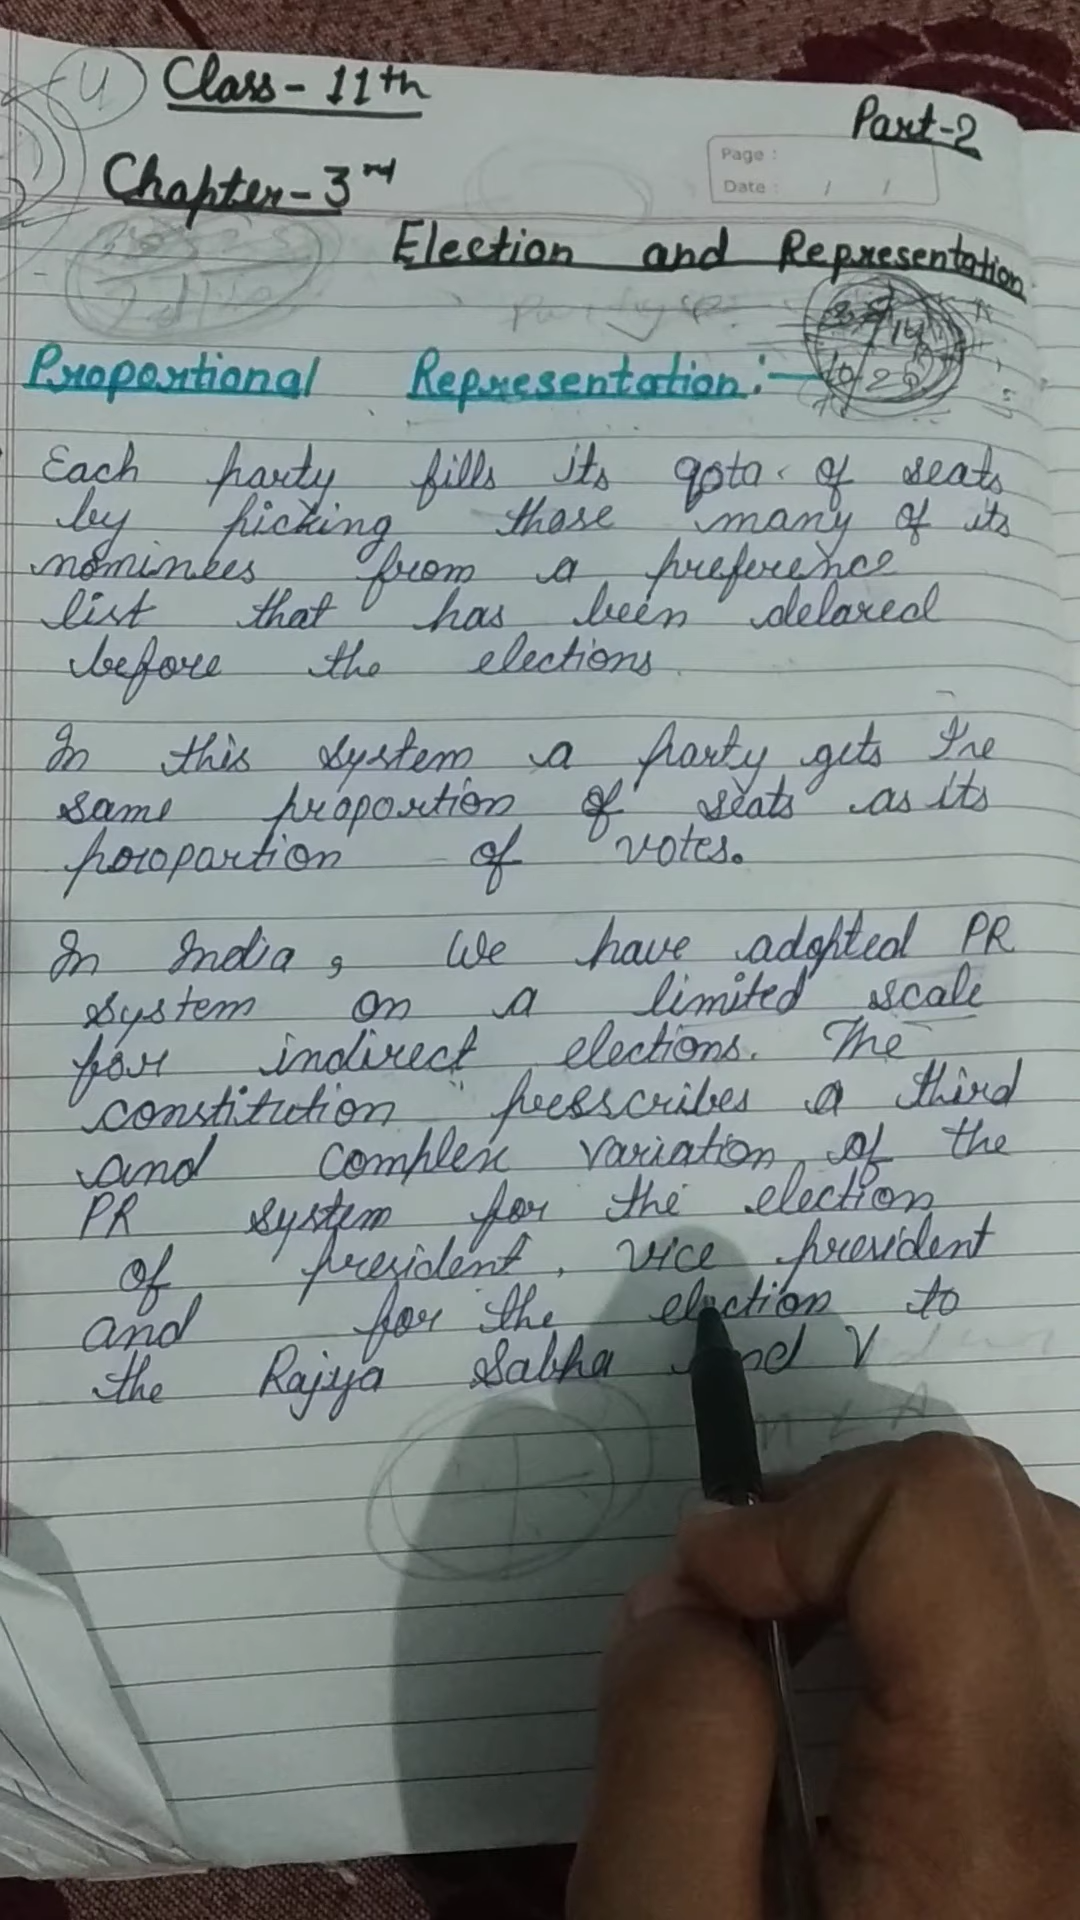 Class - 11th
Part-2
Page :
Date : / /
Chapter - 3rd
Election and Representation
Proportional Representation :-
Each party fills its qota of seats
by picking those many of its
nominees from a preference
list that has been delared
before the elections.
In this system a party gets the
same proportion of seats as its
poroportion of votes.
In India, We have adopted PR
system on a limited scale
for indirect elections. The
constitution presscribes a third
and complex variation of the
PR system for the election
of president, vice president
and for the election to
the Rajya Sabha and V